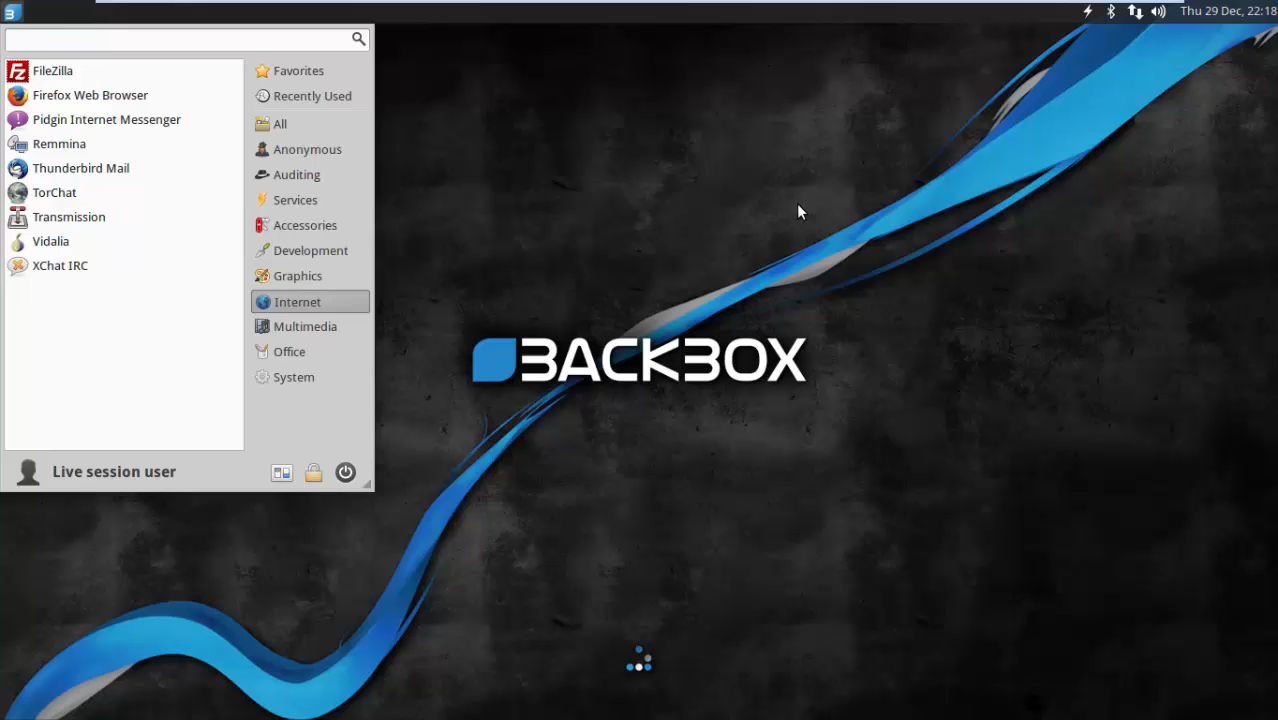 Thu 29 Dec, 22:18
FileZilla
Firefox Web Browser
Pidgin Internet Messenger
Remmina
Thunderbird Mail
TorChat
Transmission
Vidalia
XChat IRC
Favorites
Recently Used
All
Anonymous
Auditing
Services
Accessories
Development
Graphics
Internet
Multimedia
Office
System
Live session user
BACKBOX